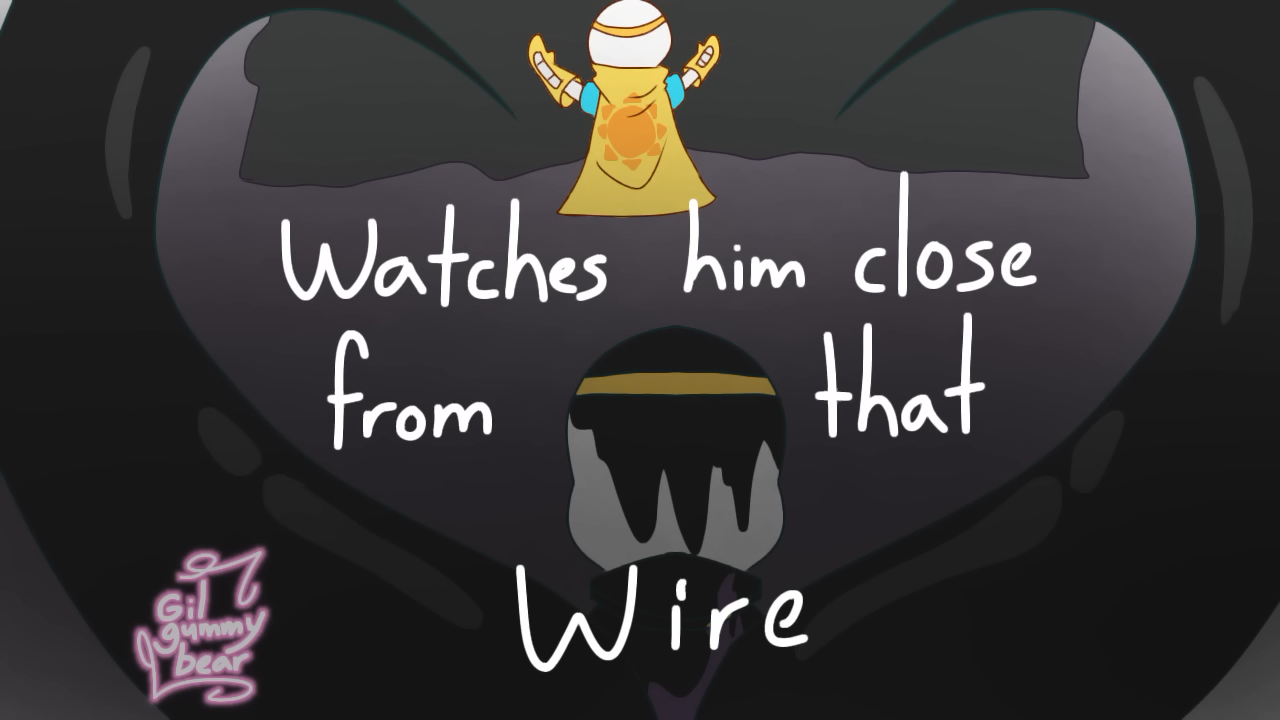 Watches him close
from that
Wire
Gil
gummy
bear